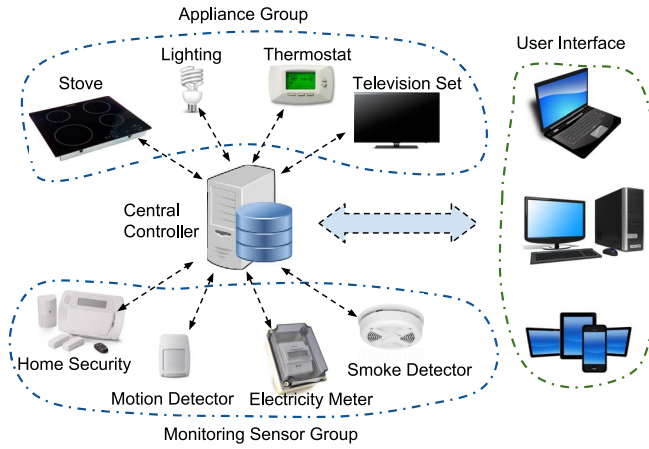 Appliance Group
User Interface
Lighting
Thermostat
Stove
Television Set
Central
Controller
Home Security
Smoke Detector
Motion Detector
Electricity Meter
Monitoring Sensor Group